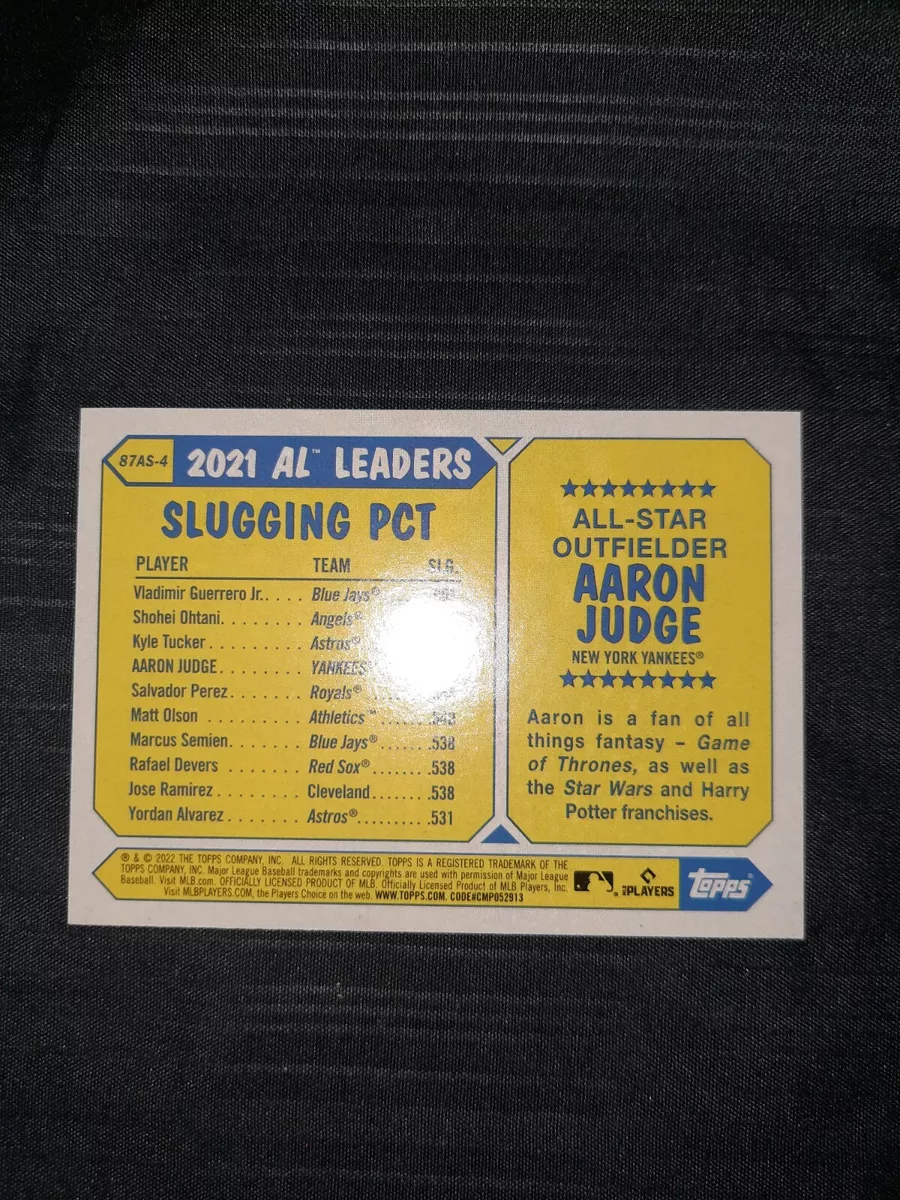 87AS-4
2021 AL™ LEADERS
SLUGGING PCT
PLAYER TEAM SLG.
Vladimir Guerrero Jr. . . . . Blue Jays®
Shohei Ohtani. . . . . . . . . Angels®
Kyle Tucker . . . . . . . . . . . Astros®
AARON JUDGE . . . . . . . . . YANKEES
Salvador Perez. . . . . . . . Royals®
Matt Olson . . . . . . . . . . . Athletics™
Marcus Semien. . . . . . . . Blue Jays® . . . . . . .538
Rafael Devers . . . . . . . . Red Sox® . . . . . . . .538
Jose Ramirez . . . . . . . . . Cleveland . . . . . . . .538
Yordan Alvarez . . . . . . . . Astros® . . . . . . . . . .531
ALL-STAR
OUTFIELDER
AARON
JUDGE
NEW YORK YANKEES®
Aaron is a fan of all
things fantasy – Game
of Thrones, as well as
the Star Wars and Harry
Potter franchises.
® & © 2022 THE TOPPS COMPANY, INC. ALL RIGHTS RESERVED. TOPPS IS A REGISTERED TRADEMARK OF THE
TOPPS COMPANY, INC. Major League Baseball trademarks and copyrights are used with permission of Major League
Baseball. Visit MLB.com. OFFICIALLY LICENSED PRODUCT OF MLB. Officially Licensed Product of MLB Players, Inc.
Visit MLBPLAYERS.COM, the Players Choice on the web. WWW.TOPPS.COM. CODE#CMP052913
MLB PLAYERS
Topps®